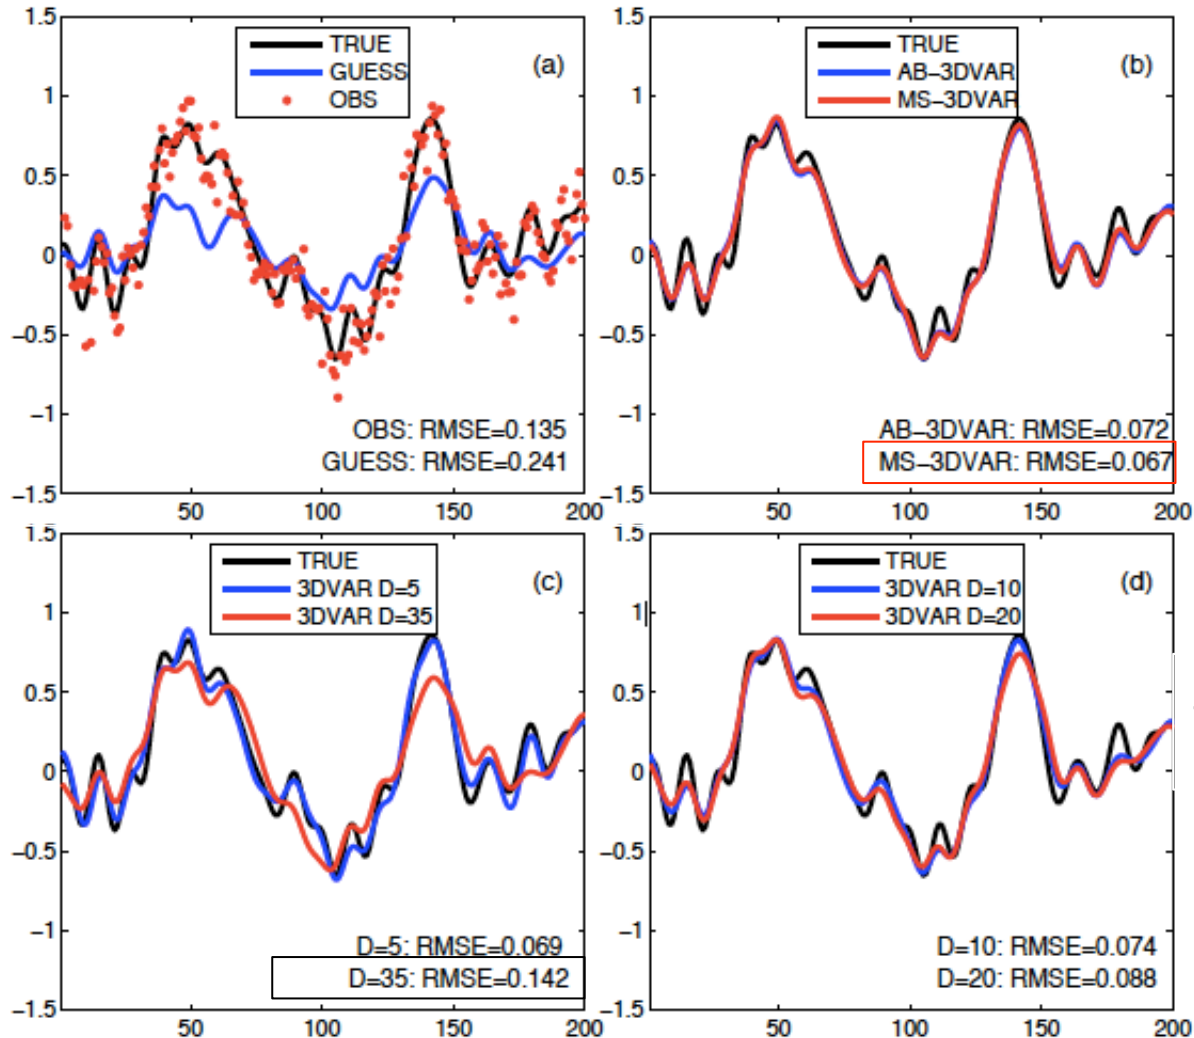 1.5
TRUE
GUESS
OBS
(a)
1
0.5
0
−0.5
−1
−1.5
OBS: RMSE=0.135
GUESS: RMSE=0.241
50
100
150
200
1.5
TRUE
AB−3DVAR
MS−3DVAR
(b)
1
0.5
0
−0.5
−1
−1.5
AB−3DVAR: RMSE=0.072
MS−3DVAR: RMSE=0.067
50
100
150
200
1.5
TRUE
3DVAR D=5
3DVAR D=35
(c)
1
0.5
0
−0.5
−1
−1.5
D=5: RMSE=0.069
D=35: RMSE=0.142
50
100
150
200
1.5
TRUE
3DVAR D=10
3DVAR D=20
(d)
1
0.5
0
−0.5
−1
−1.5
D=10: RMSE=0.074
D=20: RMSE=0.088
50
100
150
200